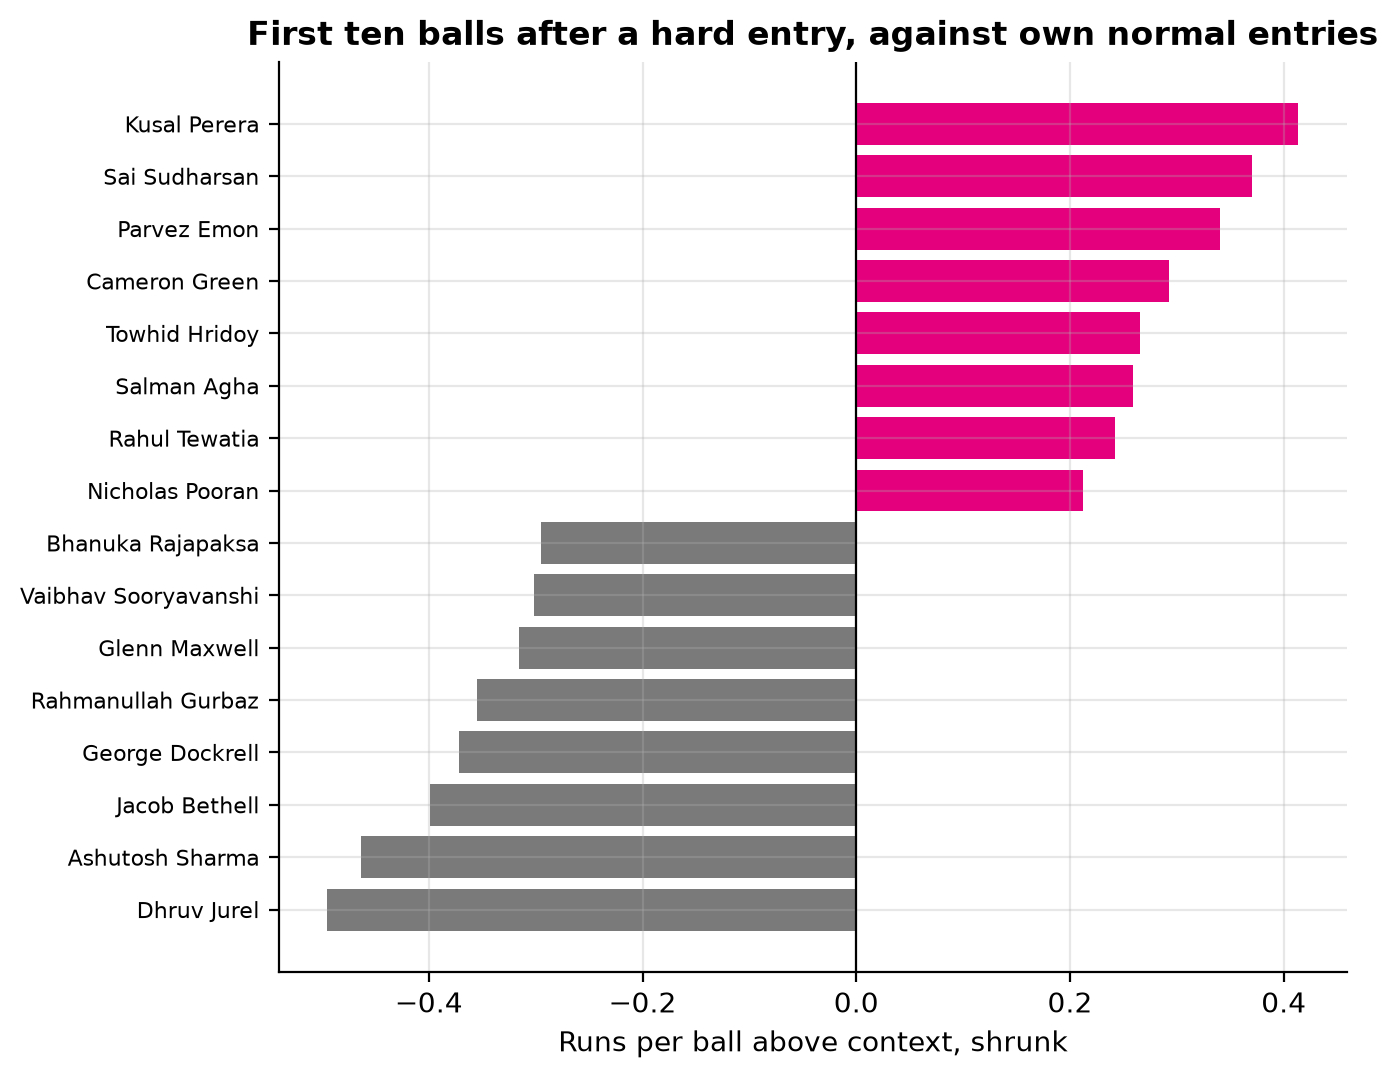 First ten balls after a hard entry, against own normal entries
Kusal Perera
Sai Sudharsan
Parvez Emon
Cameron Green
Towhid Hridoy
Salman Agha
Rahul Tewatia
Nicholas Pooran
Bhanuka Rajapaksa
Vaibhav Sooryavanshi
Glenn Maxwell
Rahmanullah Gurbaz
George Dockrell
Jacob Bethell
Ashutosh Sharma
Dhruv Jurel
−0.4 −0.2 0.0 0.2 0.4
Runs per ball above context, shrunk